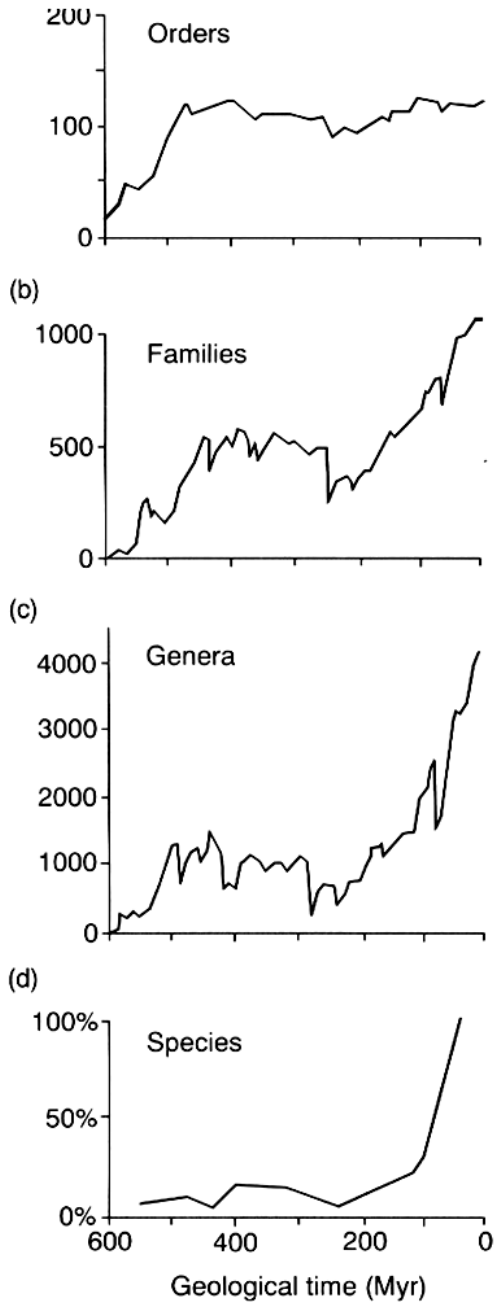 200
Orders
100
0
(b)
1000
Families
500
0
(c)
Genera
4000
3000
2000
1000
0
(d)
100%
Species
50%
0%
600 400 200 0
Geological time (Myr)